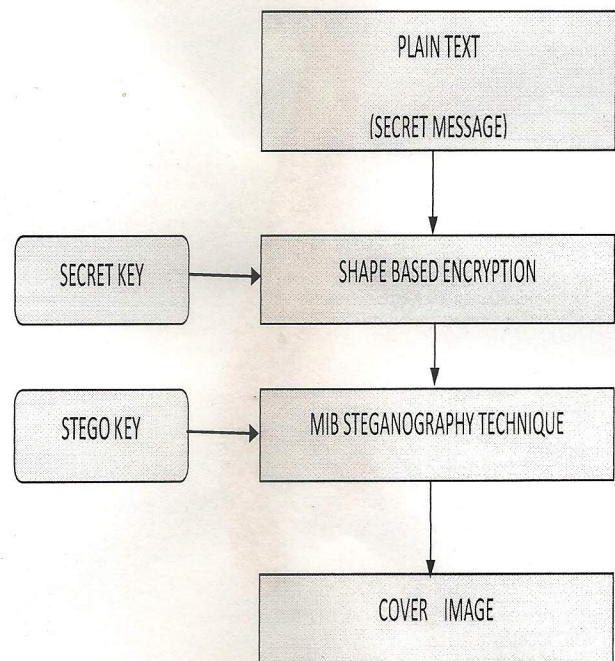 PLAIN TEXT
(SECRET MESSAGE)
SECRET KEY
SHAPE BASED ENCRYPTION
STEGO KEY
MIB STEGANOGRAPHY TECHNIQUE
COVER IMAGE